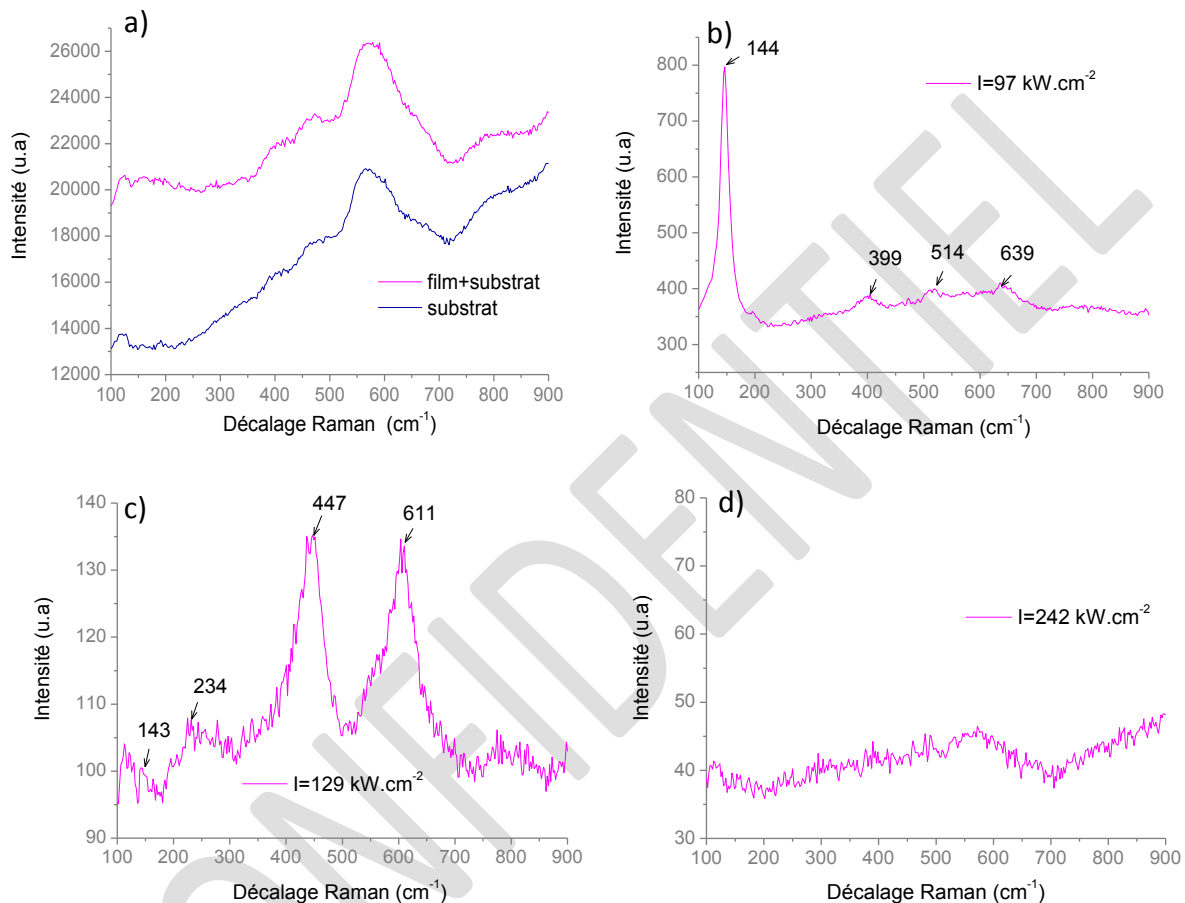 a)
26000
24000
22000
20000
18000
16000
14000
12000
Intensité (u.a)
film+substrat
substrat
100 200 300 400 500 600 700 800 900
Décalage Raman (cm-1)
b)
144
I=97 kW.cm-2
800
700
600
500
400
300
399
514
639
Intensité (u.a)
100 200 300 400 500 600 700 800 900
Décalage Raman (cm-1)
c)
140
130
120
110
100
90
447
611
234
143
I=129 kW.cm-2
Intensité (u.a)
100 200 300 400 500 600 700 800 900
Décalage Raman (cm-1)
d)
80
70
60
50
40
30
I=242 kW.cm-2
Intensité (u.a)
100 200 300 400 500 600 700 800 900
Décalage Raman (cm-1)
ONFIDENTIEL